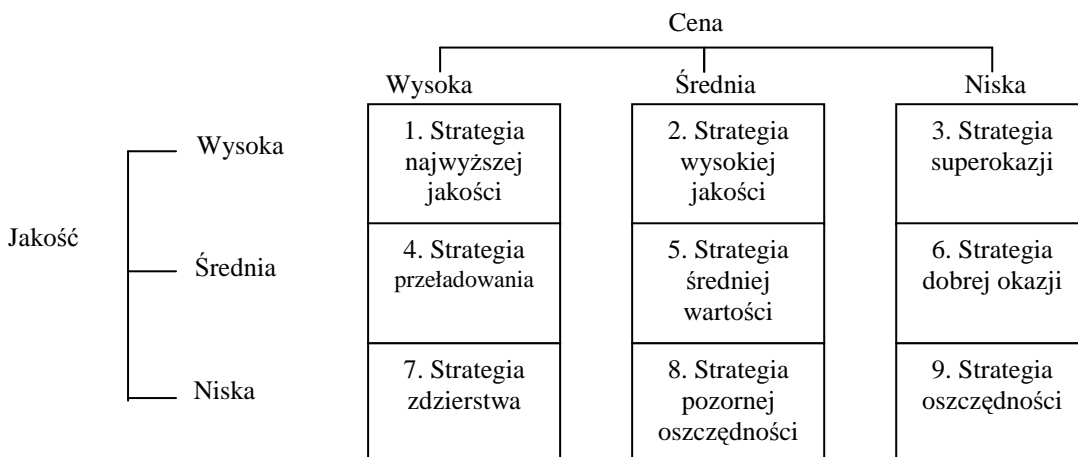 Cena
Wysoka Średnia Niska
Wysoka
1. Strategia
najwyższej
jakości
2. Strategia
wysokiej
jakości
3. Strategia
superokazji
Jakość
Średnia
4. Strategia
przeładowania
5. Strategia
średniej
wartości
6. Strategia
dobrej okazji
Niska
7. Strategia
zdzierstwa
8. Strategia
pozornej
oszczędności
9. Strategia
oszczędności